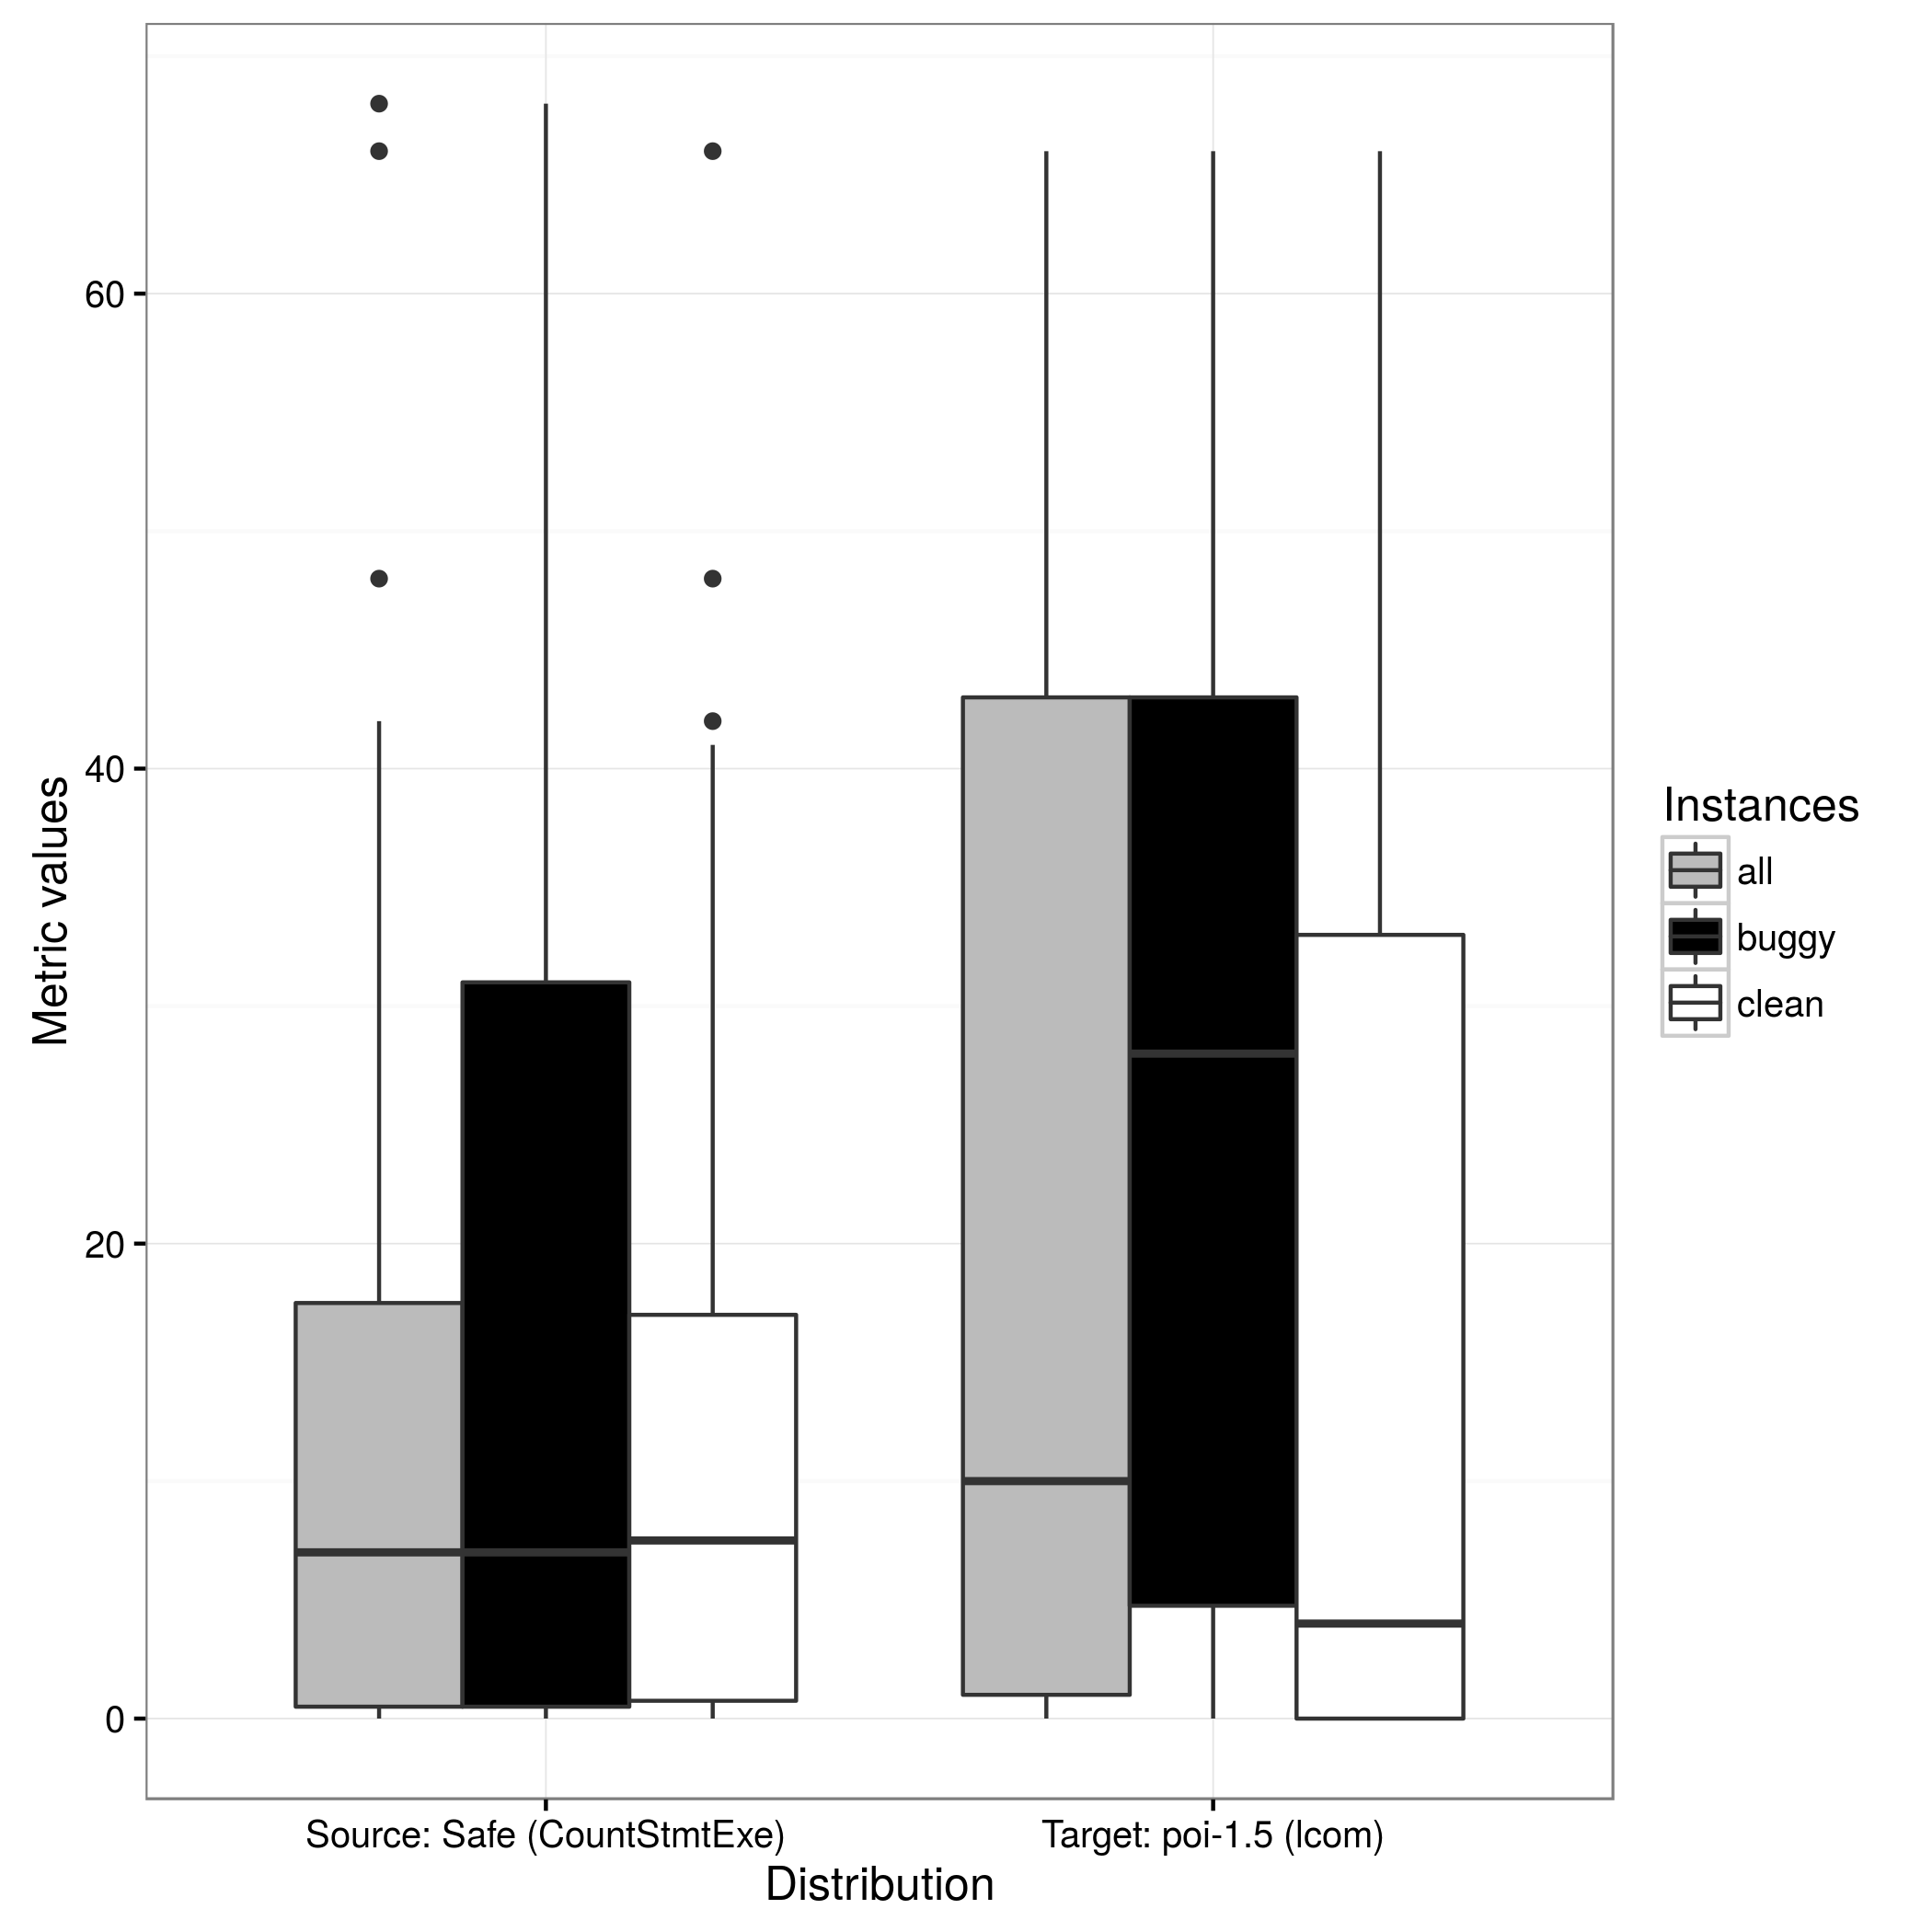 Metric values
60
40
20
0
Source: Safe (CountStmtExe)
Target: poi-1.5 (lcom)
Distribution
Instances
all
buggy
clean